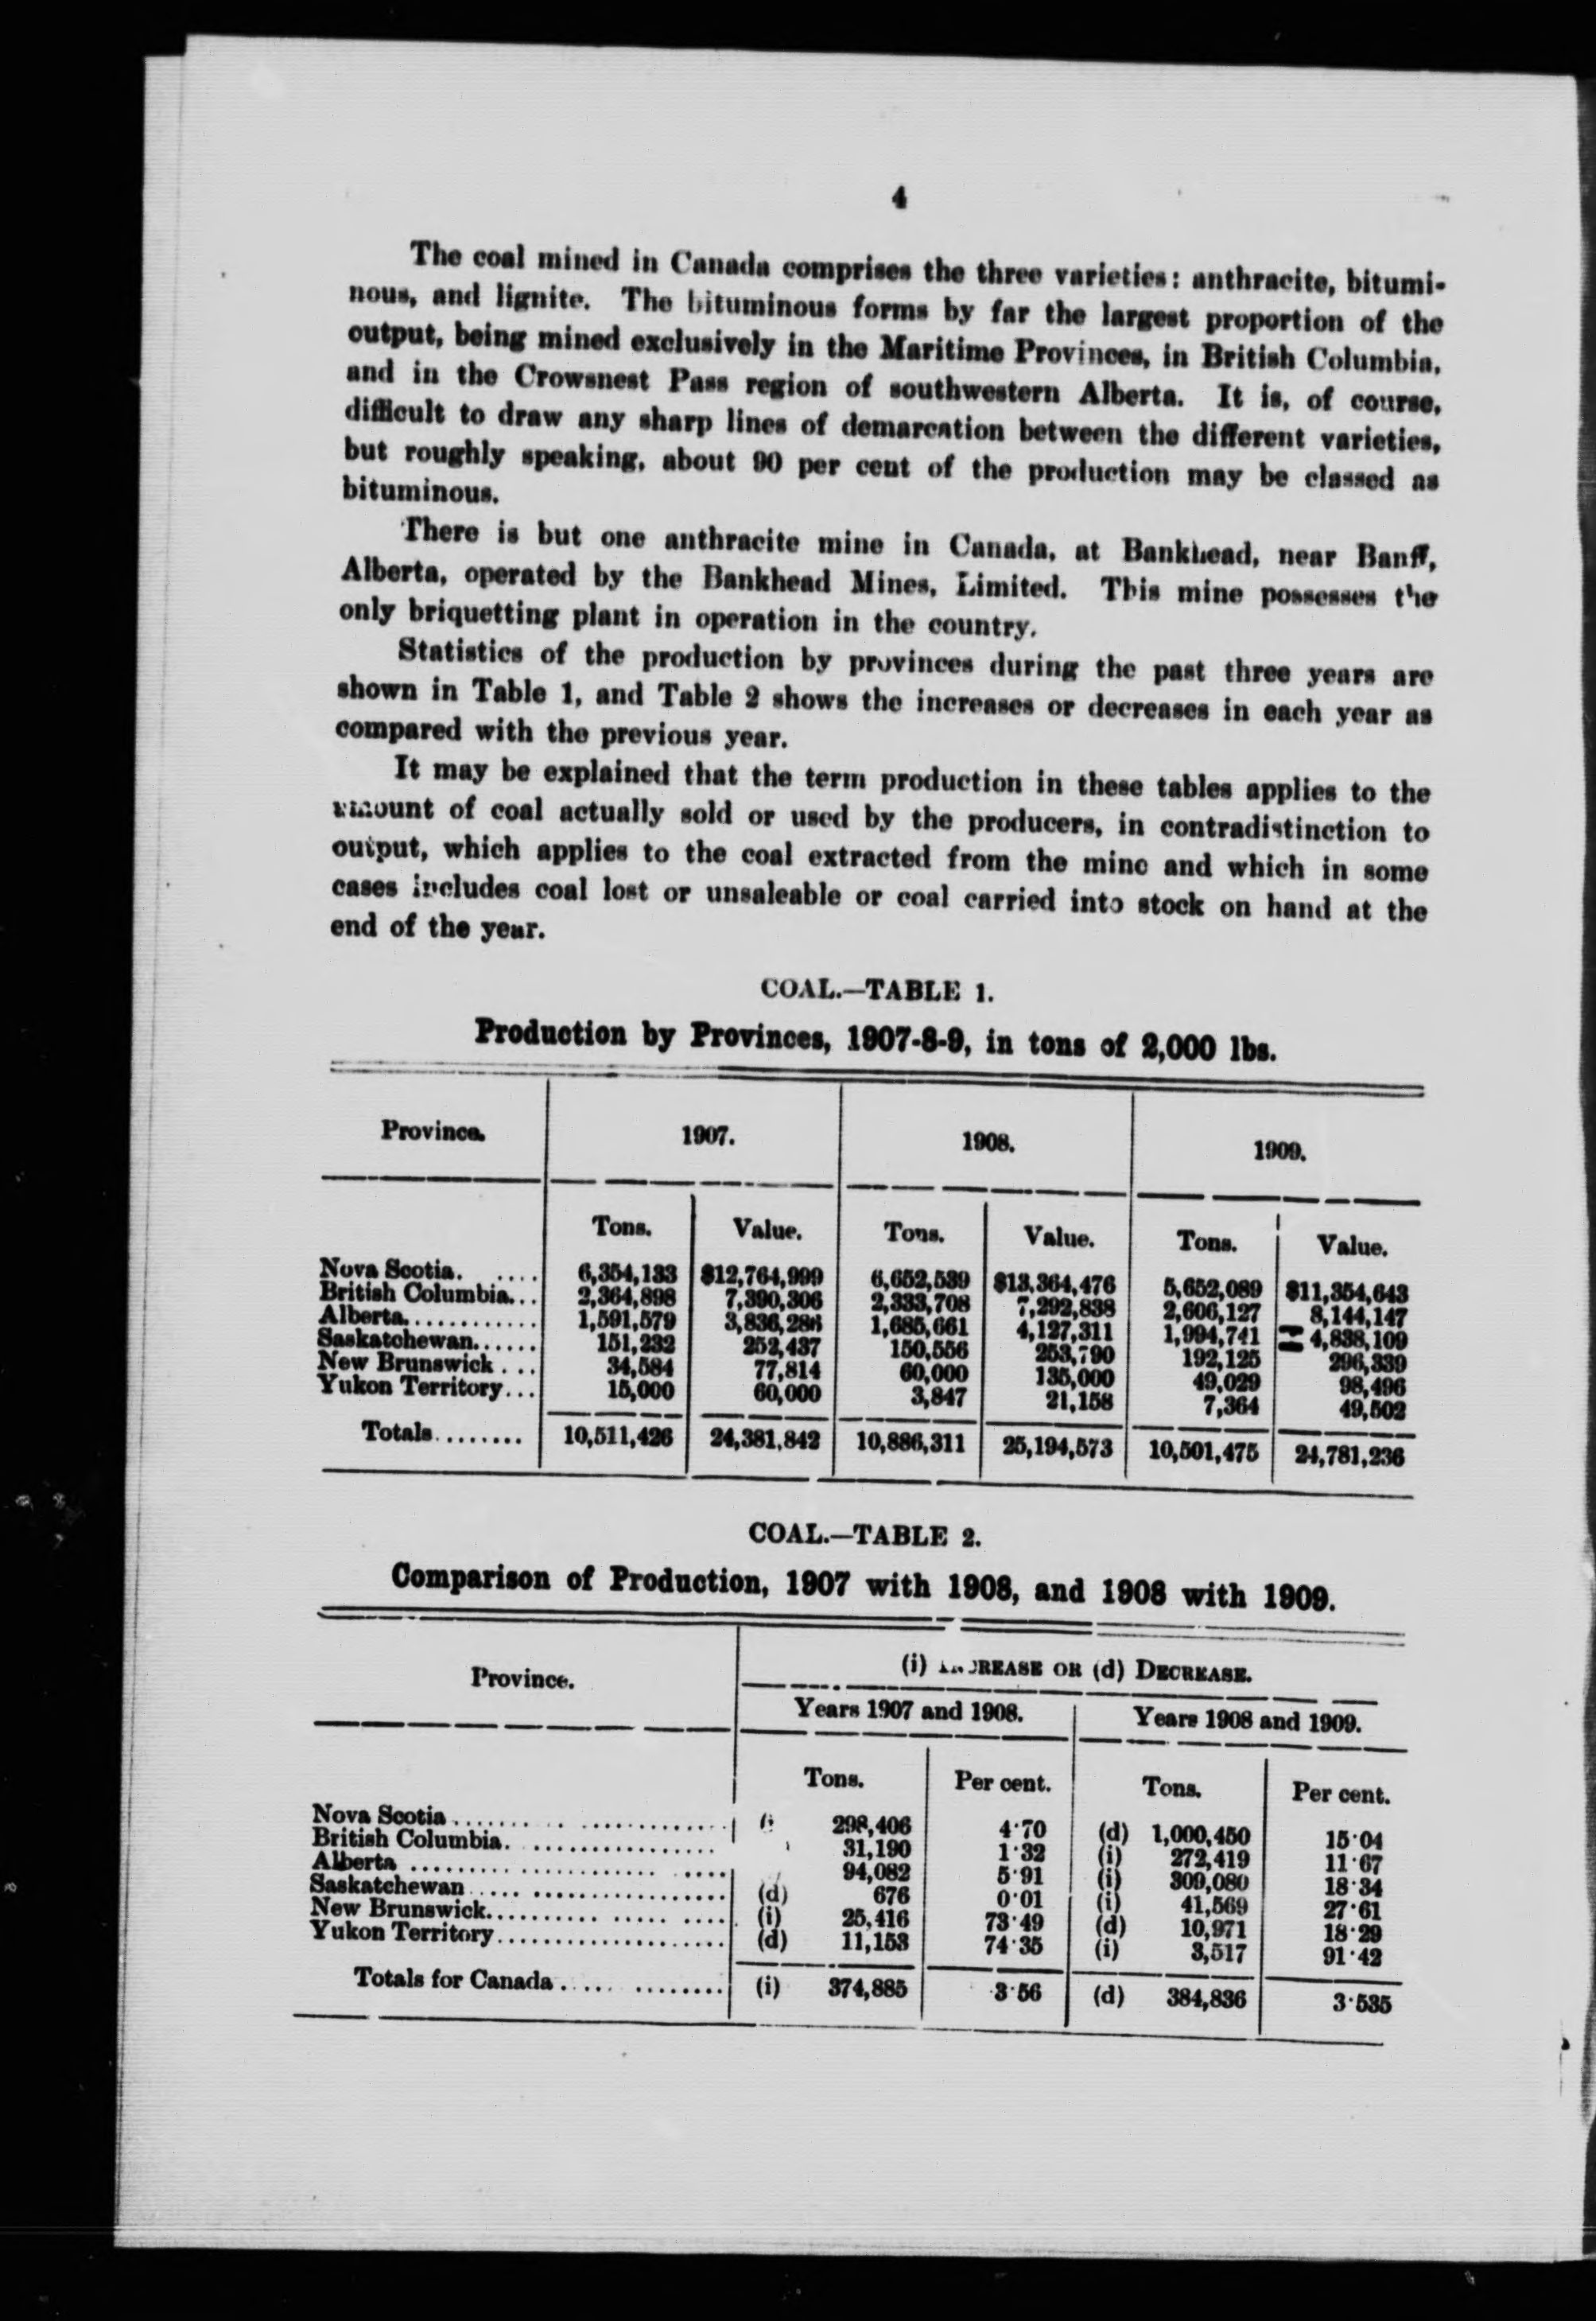 4
The coal mined in Canada comprises the three varieties: anthracite, bitumi-
nous, and lignite. The bituminous forms by far the largest proportion of the
output, being mined exclusively in the Maritime Provinces, in British Columbia,
and in the Crowsnest Pass region of southwestern Alberta. It is, of course,
difficult to draw any sharp lines of demarcation between the different varieties,
but roughly speaking, about 90 per cent of the production may be classed as
bituminous.
There is but one anthracite mine in Canada, at Bankhead, near Banff,
Alberta, operated by the Bankhead Mines, Limited. This mine possesses the
only briquetting plant in operation in the country.
Statistics of the production by provinces during the past three years are
shown in Table 1, and Table 2 shows the increases or decreases in each year as
compared with the previous year.
It may be explained that the term production in these tables applies to the
amount of coal actually sold or used by the producers, in contradistinction to
output, which applies to the coal extracted from the mine and which in some
cases includes coal lost or unsaleable or coal carried into stock on hand at the
end of the year.
COAL.—TABLE 1.
Production by Provinces, 1907-8-9, in tons of 2,000 lbs.
Province. 1907. 1908. 1909.
Tons. Value. Tons. Value. Tons. Value.
Nova Scotia. .... 6,354,133 $12,764,999 6,652,539 $13,364,476 5,652,089 $11,354,643
British Columbia... 2,364,898 7,390,306 2,333,708 7,292,838 2,606,127 8,144,147
Alberta............ 1,591,579 3,836,286 1,685,661 4,127,311 1,994,741 4,838,109
Saskatchewan...... 151,232 252,437 150,556 253,790 192,125 296,339
New Brunswick.... 34,584 77,814 60,000 135,000 49,029 98,496
Yukon Territory... 15,000 60,000 3,847 21,158 7,364 49,502
Totals........ 10,511,426 24,381,842 10,886,311 25,194,573 10,501,475 24,781,236
COAL.—TABLE 2.
Comparison of Production, 1907 with 1908, and 1908 with 1909.
Province. (i) INCREASE OR (d) DECREASE.
Years 1907 and 1908. Years 1908 and 1909.
Tons. Per cent. Tons. Per cent.
Nova Scotia........................ 298,406 4·70 (d) 1,000,450 15·04
British Columbia.................... 31,190 1·32 (i) 272,419 11·67
Alberta........................ 94,082 5·91 (i) 309,080 18·34
Saskatchewan........................ (d) 676 0·01 (i) 41,569 27·61
New Brunswick...................... (i) 25,416 73·49 (d) 10,971 18·29
Yukon Territory..................... (d) 11,153 74·35 (i) 3,517 91·42
Totals for Canada............. (i) 374,885 3·56 (d) 384,836 3·535